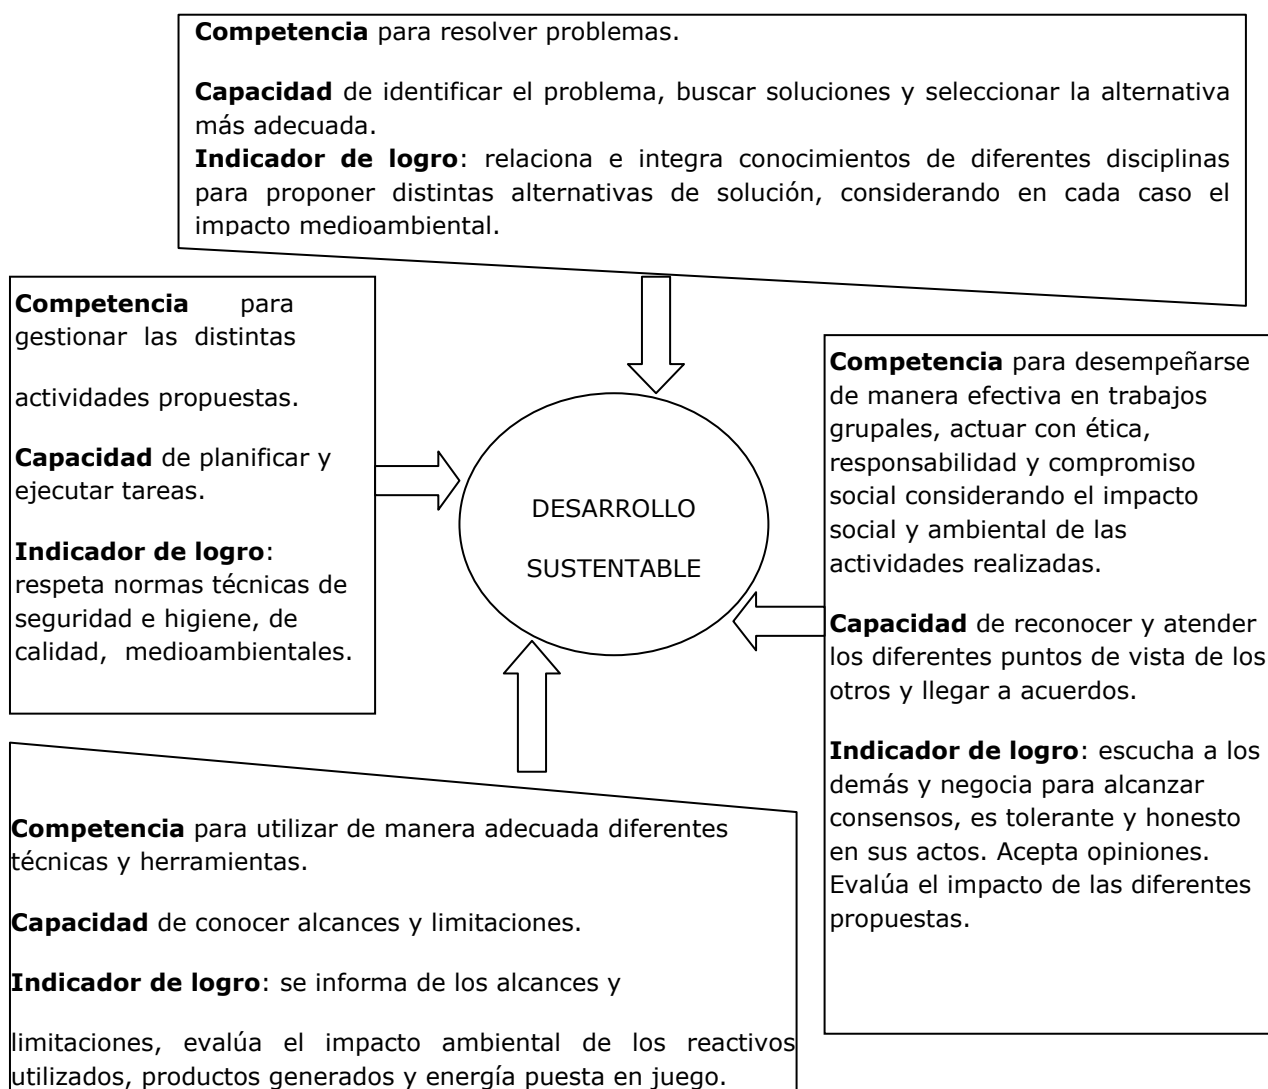 Competencia para resolver problemas.
Capacidad de identificar el problema, buscar soluciones y seleccionar la alternativa
más adecuada.
Indicador de logro: relaciona e integra conocimientos de diferentes disciplinas
para proponer distintas alternativas de solución, considerando en cada caso el
impacto medioambiental.
Competencia para
gestionar las distintas
actividades propuestas.
Capacidad de planificar y
ejecutar tareas.
Indicador de logro:
respeta normas técnicas de
seguridad e higiene, de
calidad, medioambientales.
DESARROLLO
SUSTENTABLE
Competencia para desempeñarse
de manera efectiva en trabajos
grupales, actuar con ética,
responsabilidad y compromiso
social considerando el impacto
social y ambiental de las
actividades realizadas.
Capacidad de reconocer y atender
los diferentes puntos de vista de los
otros y llegar a acuerdos.
Indicador de logro: escucha a los
demás y negocia para alcanzar
consensos, es tolerante y honesto
en sus actos. Acepta opiniones.
Evalúa el impacto de las diferentes
propuestas.
Competencia para utilizar de manera adecuada diferentes
técnicas y herramientas.
Capacidad de conocer alcances y limitaciones.
Indicador de logro: se informa de los alcances y
limitaciones, evalúa el impacto ambiental de los reactivos
utilizados, productos generados y energía puesta en juego.